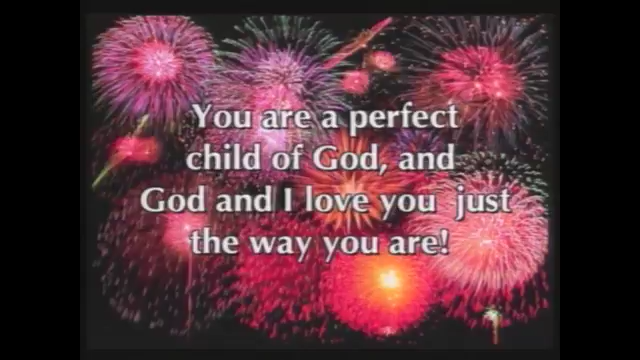 You are a perfect
child of God, and
God and I love you just
the way you are!